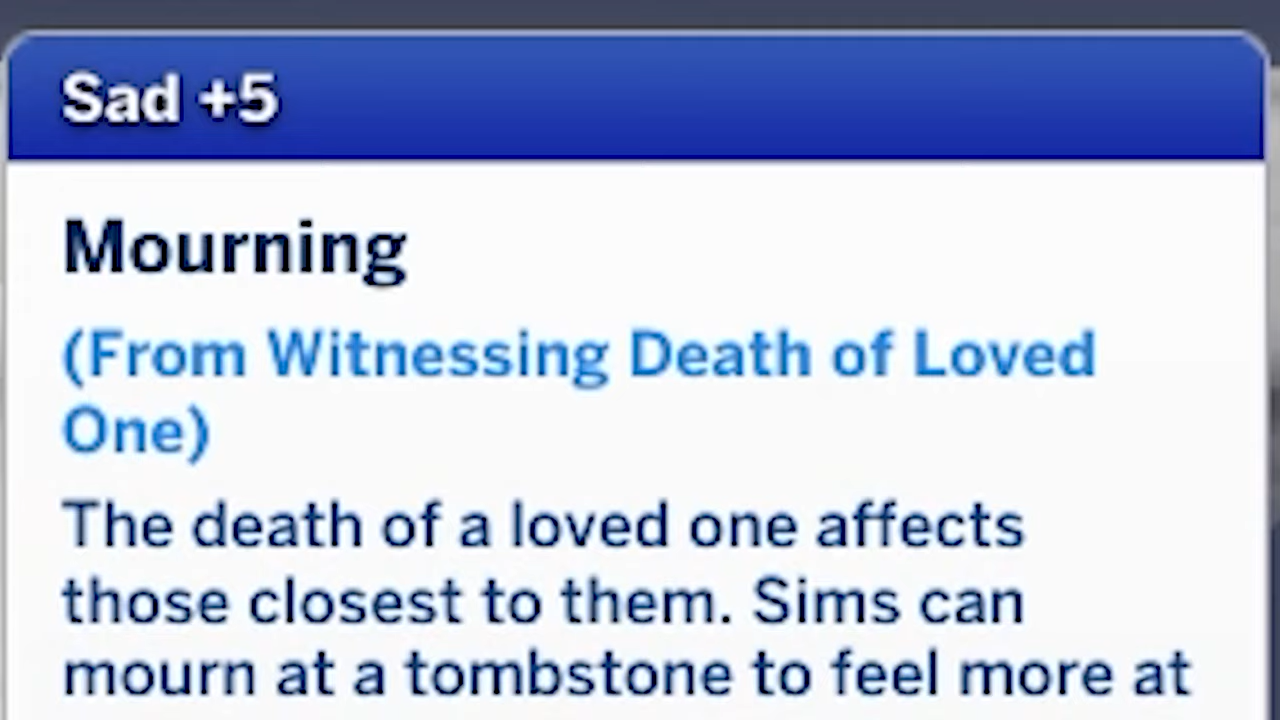 Sad +5
Mourning
(From Witnessing Death of Loved
One)
The death of a loved one affects
those closest to them. Sims can
mourn at a tombstone to feel more at